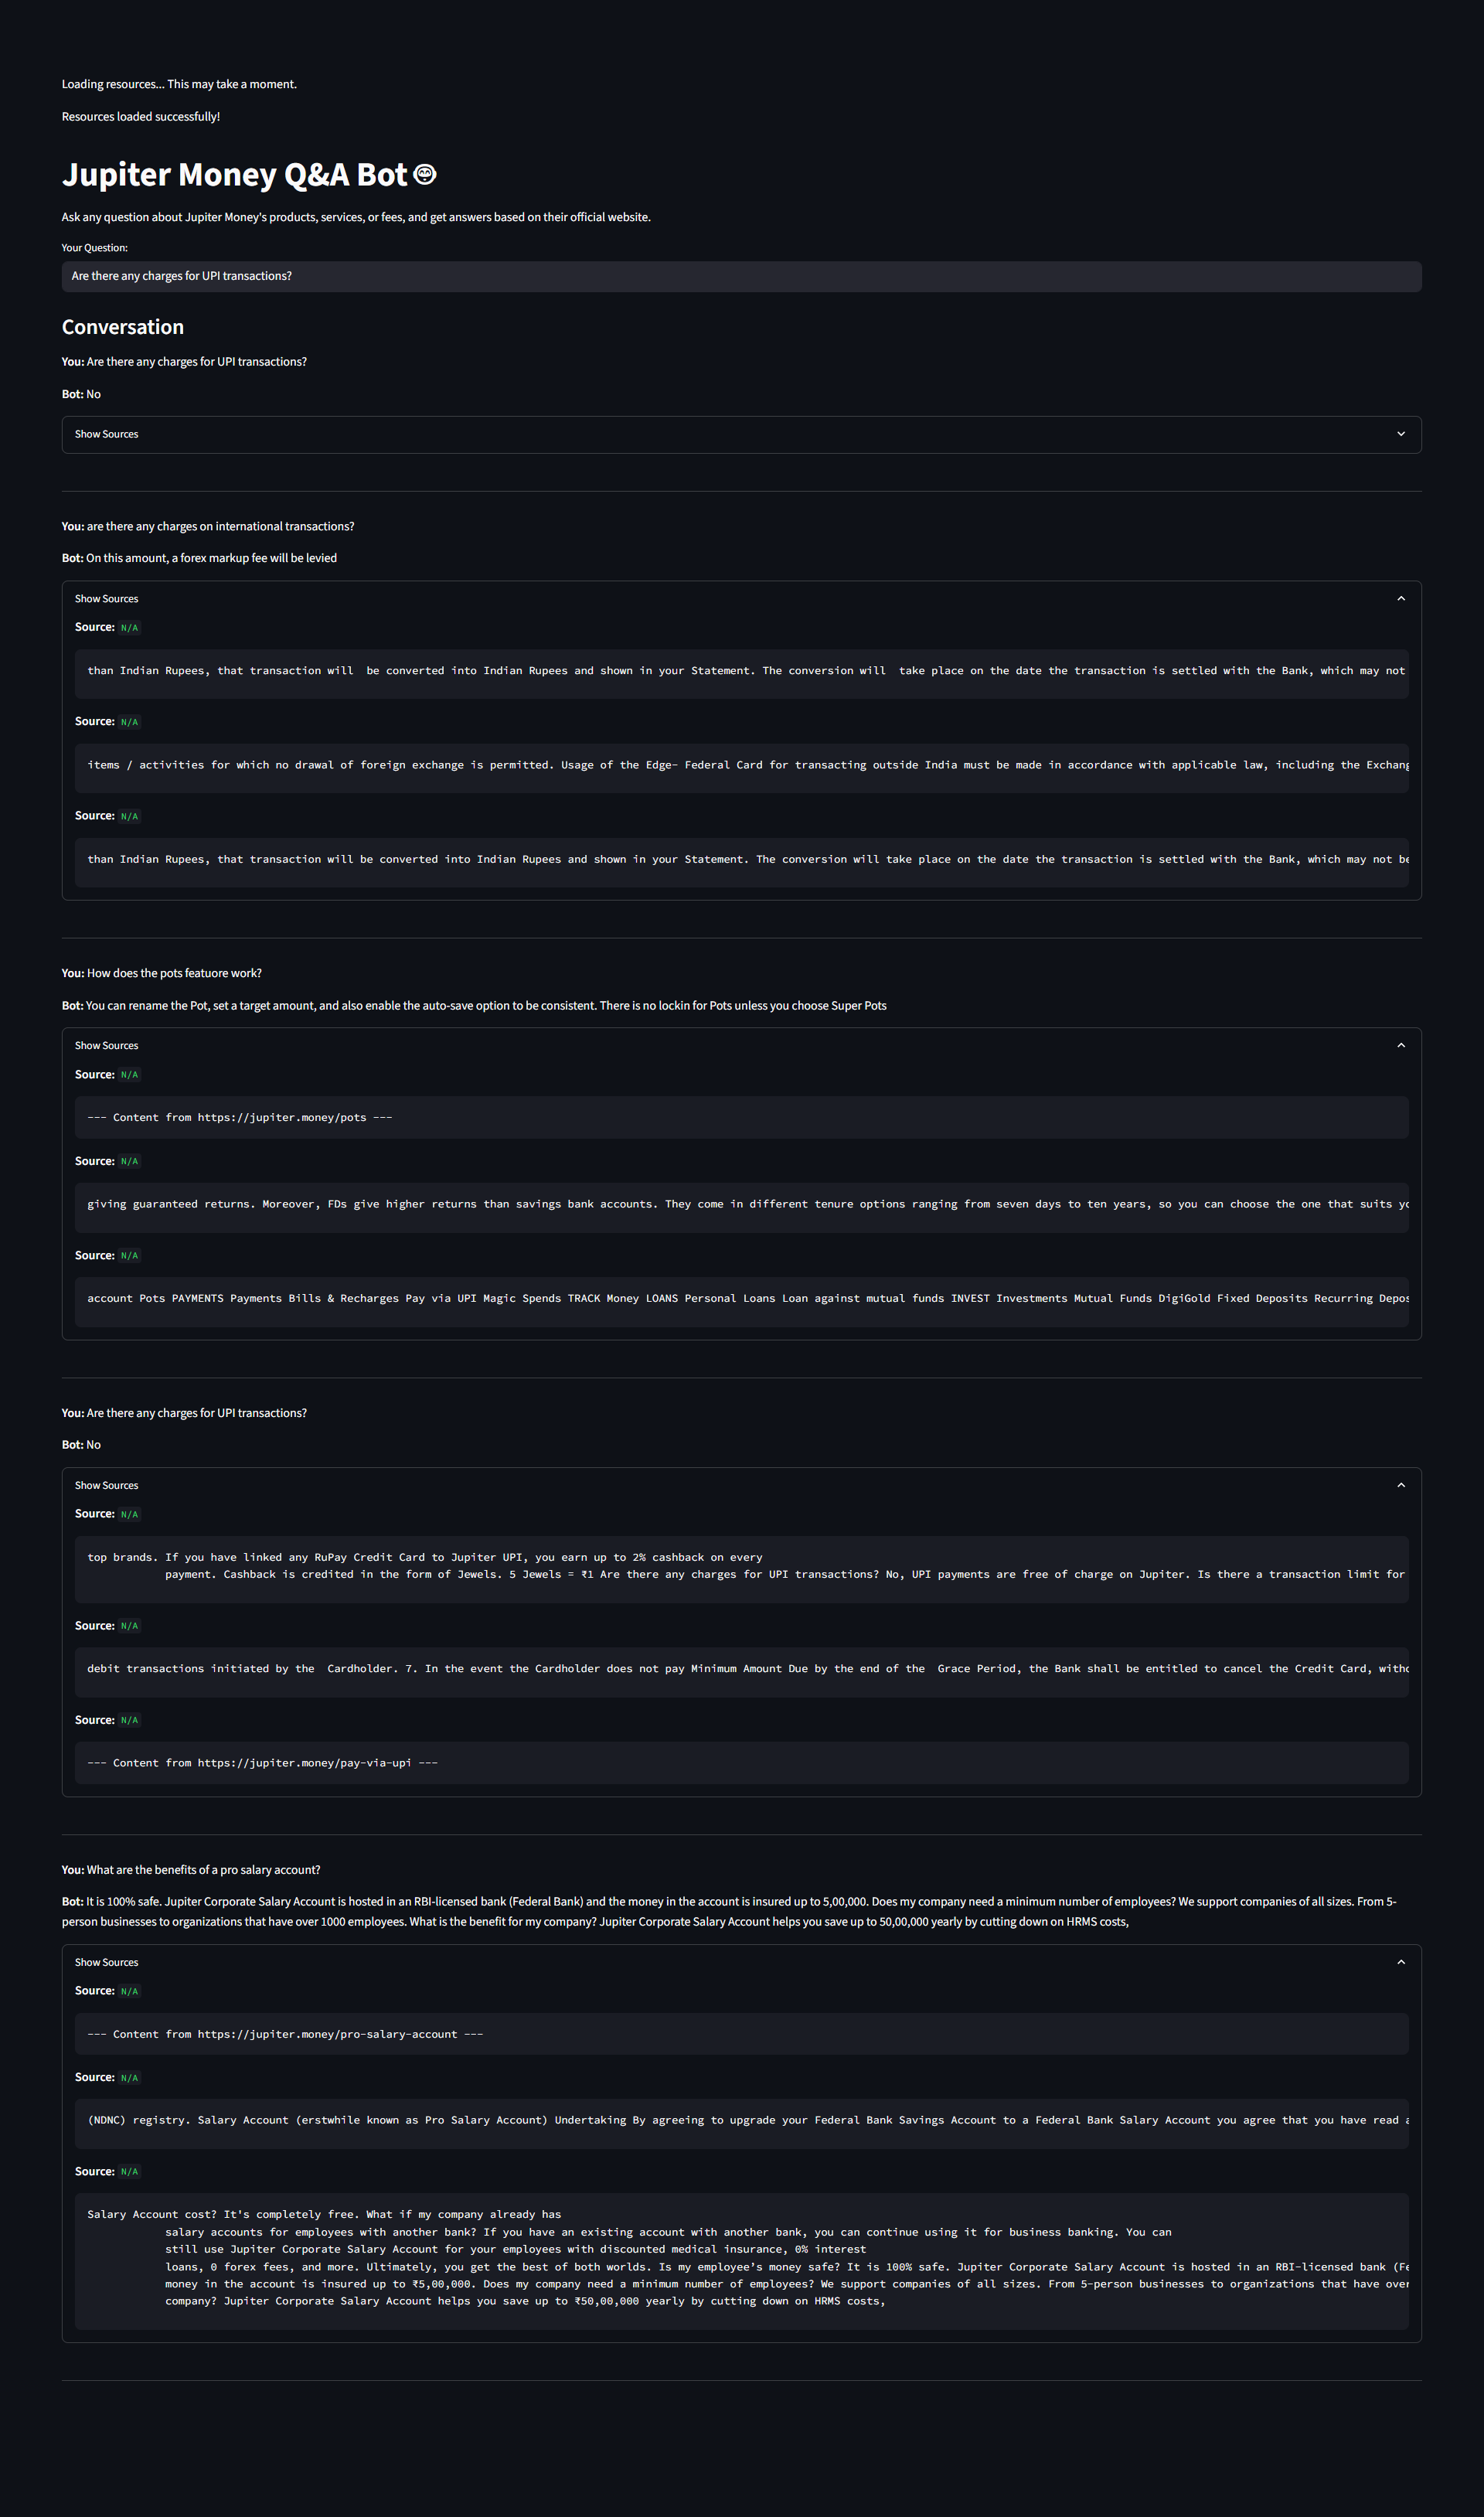 Loading resources... This may take a moment.
Resources loaded successfully!
Jupiter Money Q&A Bot
Ask any question about Jupiter Money's products, services, or fees, and get answers based on their official website.
Your Question:
Are there any charges for UPI transactions?
Conversation
You: Are there any charges for UPI transactions?
Bot: No
Show Sources
You: are there any charges on international transactions?
Bot: On this amount, a forex markup fee will be levied
Show Sources
Source: N/A
than Indian Rupees, that transaction will  be converted into Indian Rupees and shown in your Statement. The conversion will  take place on the date the transaction is settled with the Bank, which may not
Source: N/A
items / activities for which no drawal of foreign exchange is permitted. Usage of the Edge- Federal Card for transacting outside India must be made in accordance with applicable law, including the Exchang
Source: N/A
than Indian Rupees, that transaction will be converted into Indian Rupees and shown in your Statement. The conversion will take place on the date the transaction is settled with the Bank, which may not be
You: How does the pots featuore work?
Bot: You can rename the Pot, set a target amount, and also enable the auto-save option to be consistent. There is no lockin for Pots unless you choose Super Pots
Show Sources
Source: N/A
--- Content from https://jupiter.money/pots ---
Source: N/A
giving guaranteed returns. Moreover, FDs give higher returns than savings bank accounts. They come in different tenure options ranging from seven days to ten years, so you can choose the one that suits yo
Source: N/A
account Pots PAYMENTS Payments Bills & Recharges Pay via UPI Magic Spends TRACK Money LOANS Personal Loans Loan against mutual funds INVEST Investments Mutual Funds DigiGold Fixed Deposits Recurring Depos
You: Are there any charges for UPI transactions?
Bot: No
Show Sources
Source: N/A
top brands. If you have linked any RuPay Credit Card to Jupiter UPI, you earn up to 2% cashback on every
payment. Cashback is credited in the form of Jewels. 5 Jewels = ₹1 Are there any charges for UPI transactions? No, UPI payments are free of charge on Jupiter. Is there a transaction limit for
Source: N/A
debit transactions initiated by the  Cardholder. 7. In the event the Cardholder does not pay Minimum Amount Due by the end of the  Grace Period, the Bank shall be entitled to cancel the Credit Card, witho
Source: N/A
--- Content from https://jupiter.money/pay-via-upi ---
You: What are the benefits of a pro salary account?
Bot: It is 100% safe. Jupiter Corporate Salary Account is hosted in an RBI-licensed bank (Federal Bank) and the money in the account is insured up to 5,00,000. Does my company need a minimum number of employees? We support companies of all sizes. From 5-
person businesses to organizations that have over 1000 employees. What is the benefit for my company? Jupiter Corporate Salary Account helps you save up to 50,00,000 yearly by cutting down on HRMS costs,
Show Sources
Source: N/A
--- Content from https://jupiter.money/pro-salary-account ---
Source: N/A
(NDNC) registry. Salary Account (erstwhile known as Pro Salary Account) Undertaking By agreeing to upgrade your Federal Bank Savings Account to a Federal Bank Salary Account you agree that you have read a
Source: N/A
Salary Account cost? It's completely free. What if my company already has
salary accounts for employees with another bank? If you have an existing account with another bank, you can continue using it for business banking. You can
still use Jupiter Corporate Salary Account for your employees with discounted medical insurance, 0% interest
loans, 0 forex fees, and more. Ultimately, you get the best of both worlds. Is my employee’s money safe? It is 100% safe. Jupiter Corporate Salary Account is hosted in an RBI-licensed bank (Fe
money in the account is insured up to ₹5,00,000. Does my company need a minimum number of employees? We support companies of all sizes. From 5-person businesses to organizations that have over
company? Jupiter Corporate Salary Account helps you save up to ₹50,00,000 yearly by cutting down on HRMS costs,